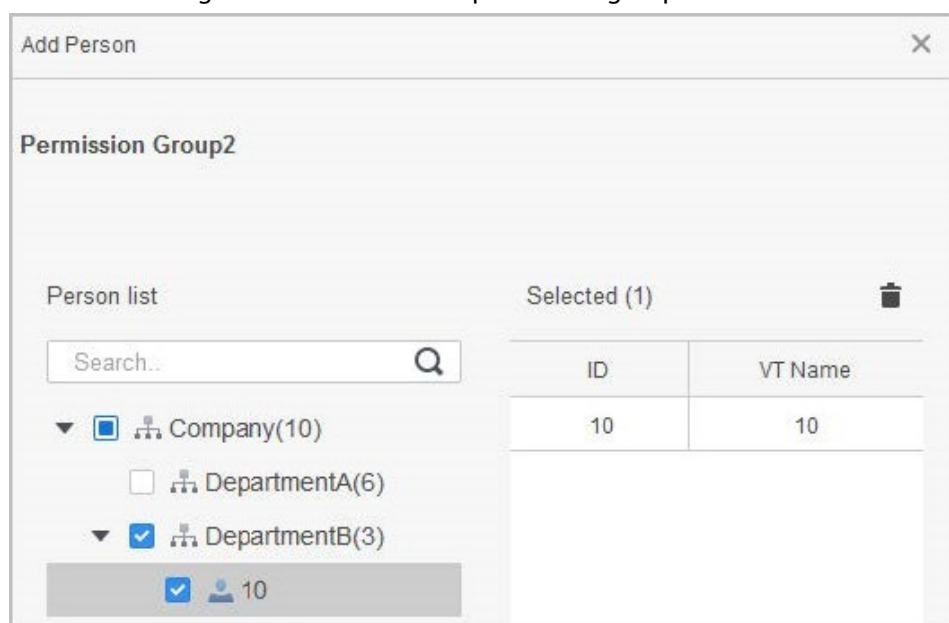 Add Person
Permission Group2
Person list
Selected (1)
Search..
ID VT Name
10 10
Company(10)
DepartmentA(6)
DepartmentB(3)
10